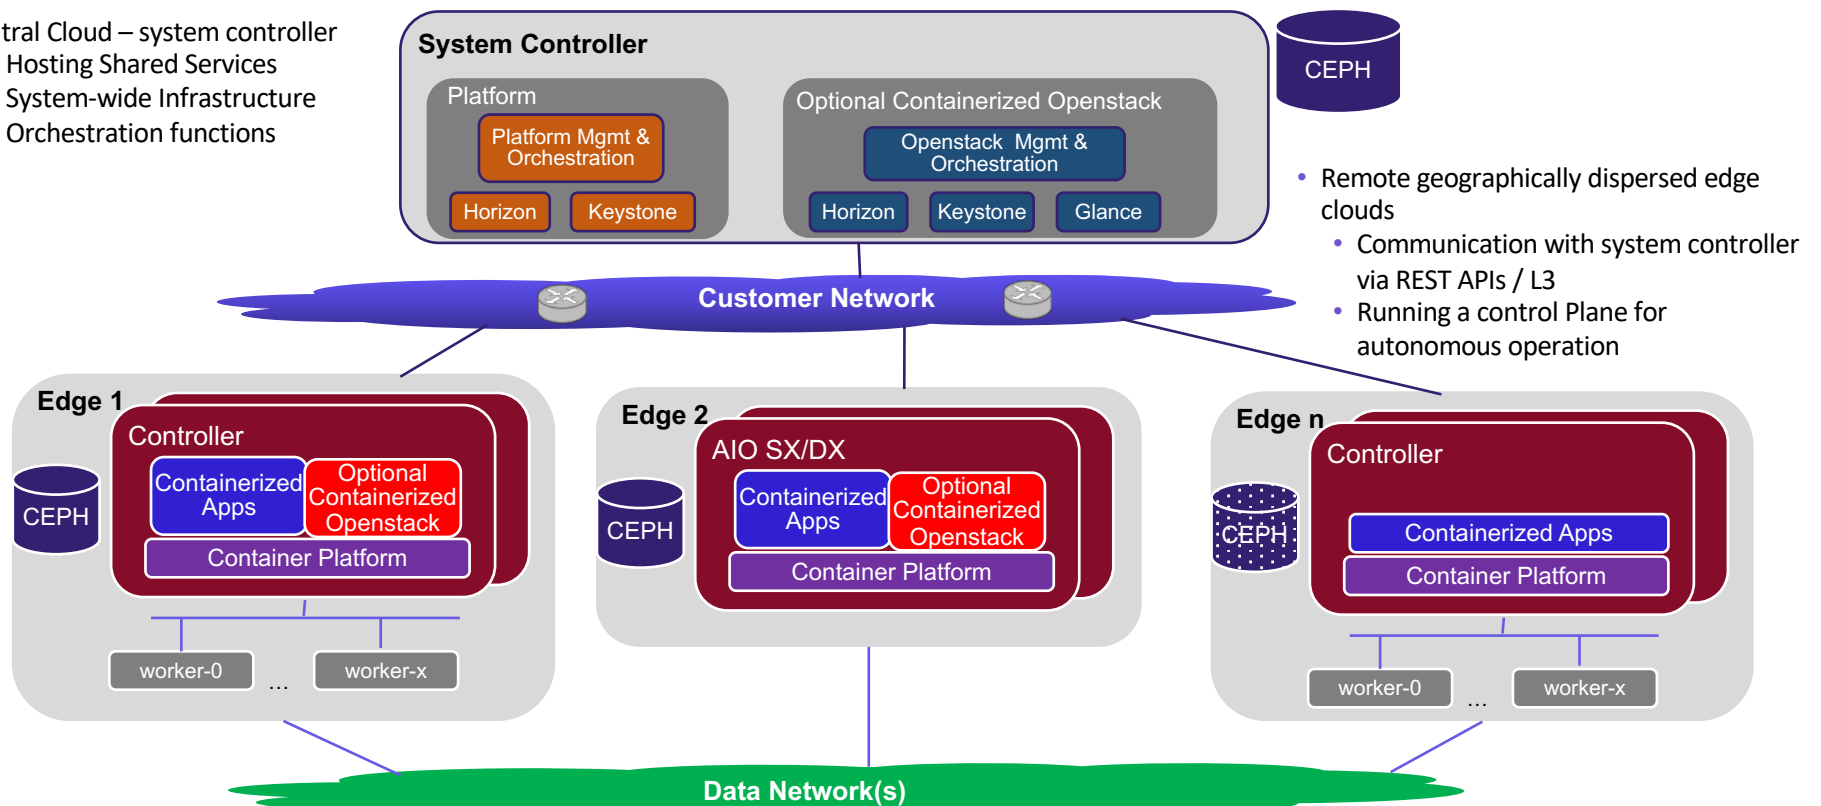 tral Cloud – system controller
Hosting Shared Services
System-wide Infrastructure
Orchestration functions
System Controller
CEPH
Platform
Platform Mgmt &
Orchestration
Horizon
Keystone
Optional Containerized Openstack
Openstack Mgmt &
Orchestration
Horizon
Keystone
Glance
• Remote geographically dispersed edge
clouds
• Communication with system controller
via REST APIs / L3
• Running a control Plane for
autonomous operation
Customer Network
Edge 1
Controller
CEPH
Containerized
Apps
Optional
Containerized
Openstack
Container Platform
worker-0
...
worker-x
Edge 2
AIO SX/DX
CEPH
Containerized
Apps
Optional
Containerized
Openstack
Container Platform
Edge n
Controller
CEPH
Containerized Apps
Container Platform
worker-0
...
worker-x
Data Network(s)